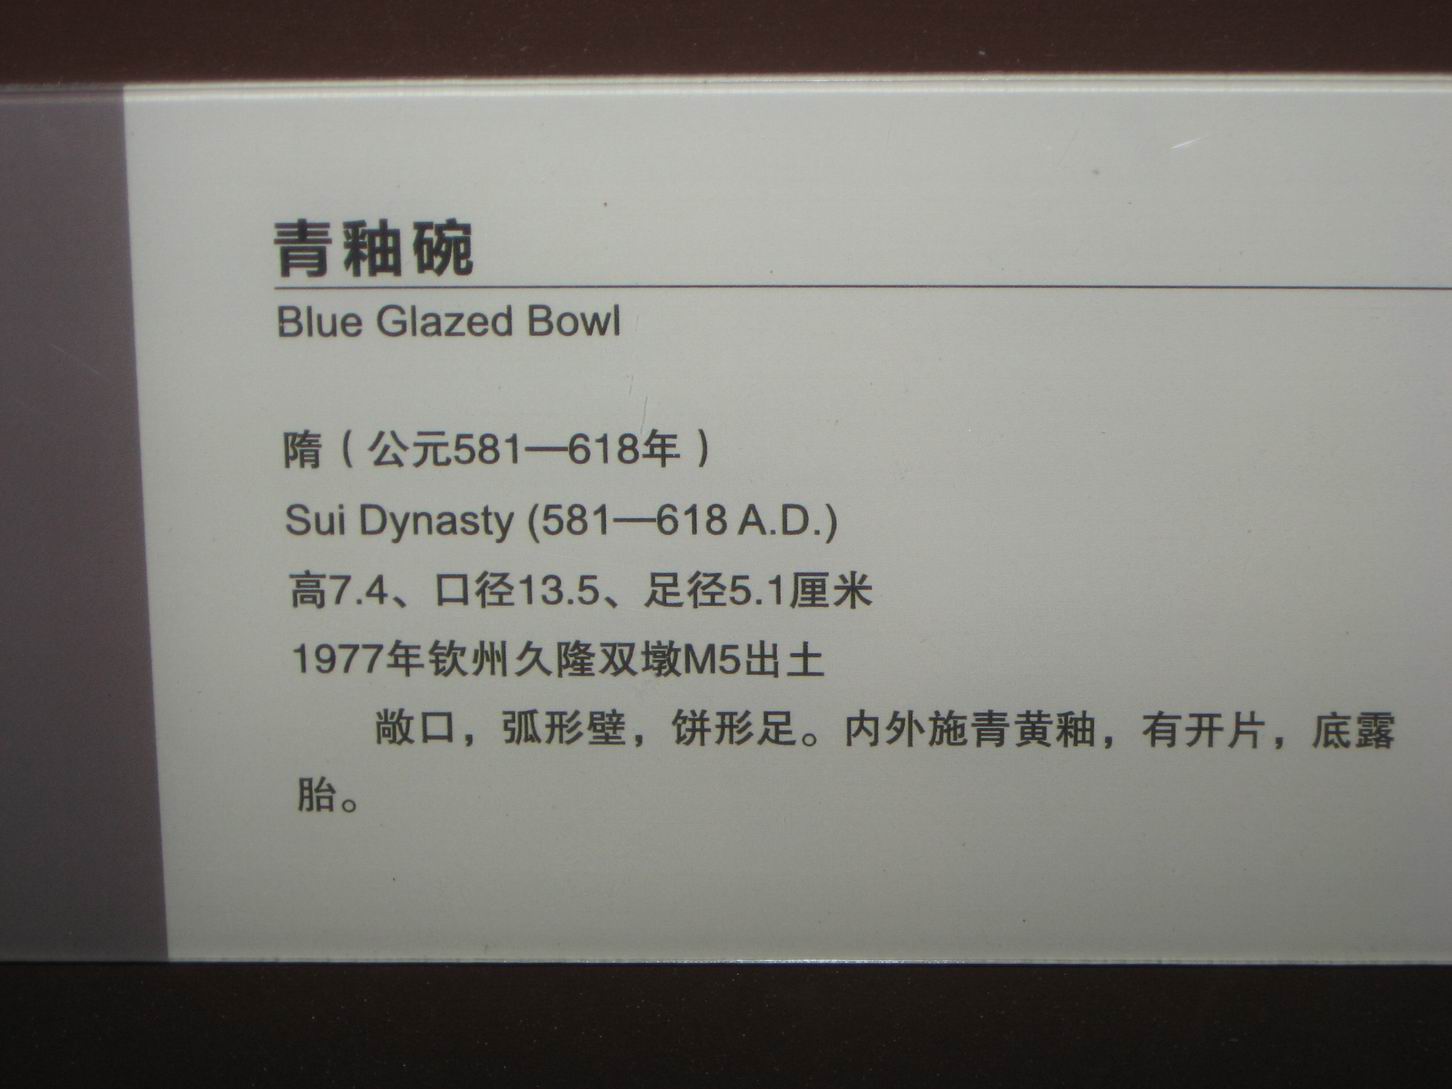 青釉碗
Blue Glazed Bowl
隋（公元581—618年）
Sui Dynasty (581—618 A.D.)
高7.4、口径13.5、足径5.1厘米
1977年钦州久隆双墩M5出土
敞口，弧形壁，饼形足。内外施青黄釉，有开片，底露
胎。